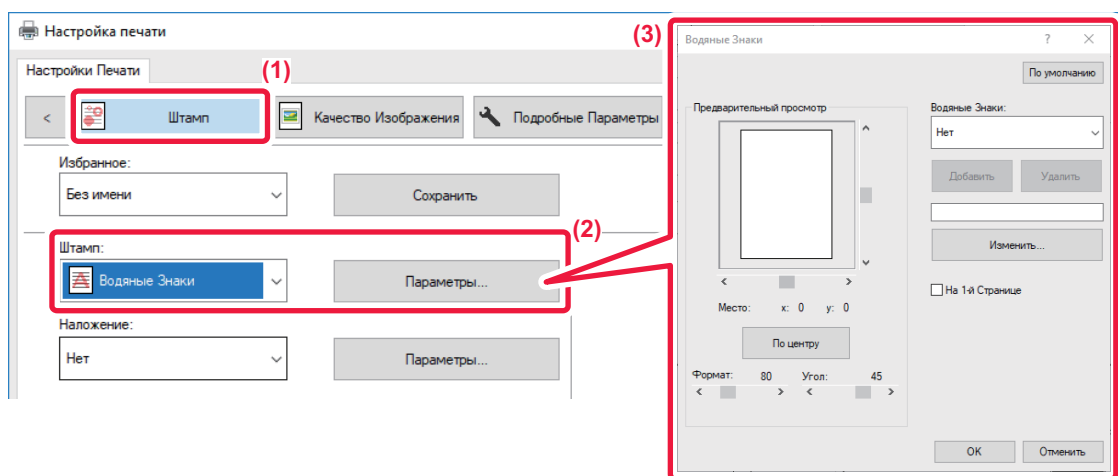 Настройка печати
Настройки Печати
(1)
<
Штамп
Качество Изображения
Подробные Параметры
Избранное:
Без имени
Сохранить
(2)
Штамп:
Водяные Знаки
Параметры...
Наложение:
Нет
Параметры...
(3)
Водяные Знаки
?
По умолчанию
Предварительный просмотр
Водяные Знаки:
Нет
Добавить Удалить
Изменить...
На 1-й Странице
Место: x: 0 y: 0
По центру
Формат: 80 Угол: 45
OK Отменить